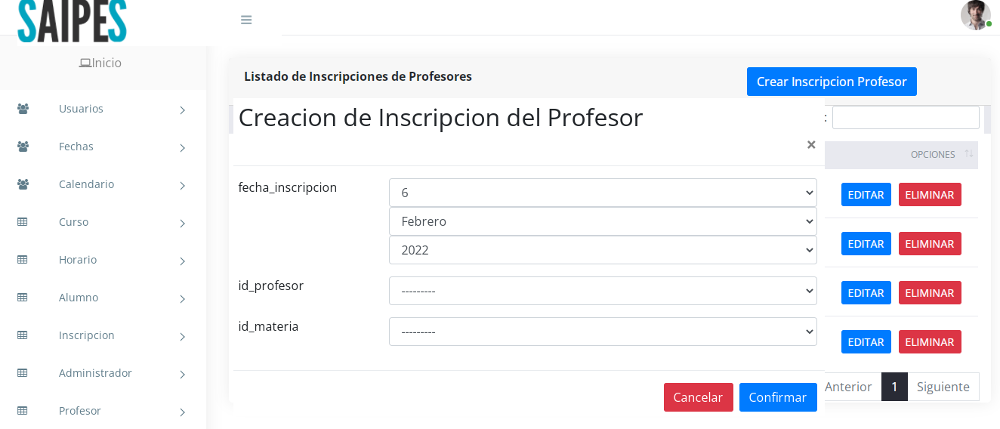 SAIPES
Inicio
Usuarios
Fechas
Calendario
Curso
Horario
Alumno
Inscripcion
Administrador
Profesor
Listado de Inscripciones de Profesores
Crear Inscripcion Profesor
Creacion de Inscripcion del Profesor
×
:
fecha_inscripcion
6
Febrero
2022
id_profesor
---------
id_materia
---------
Cancelar Confirmar
OPCIONES
EDITAR ELIMINAR
EDITAR ELIMINAR
EDITAR ELIMINAR
EDITAR ELIMINAR
Anterior 1 Siguiente